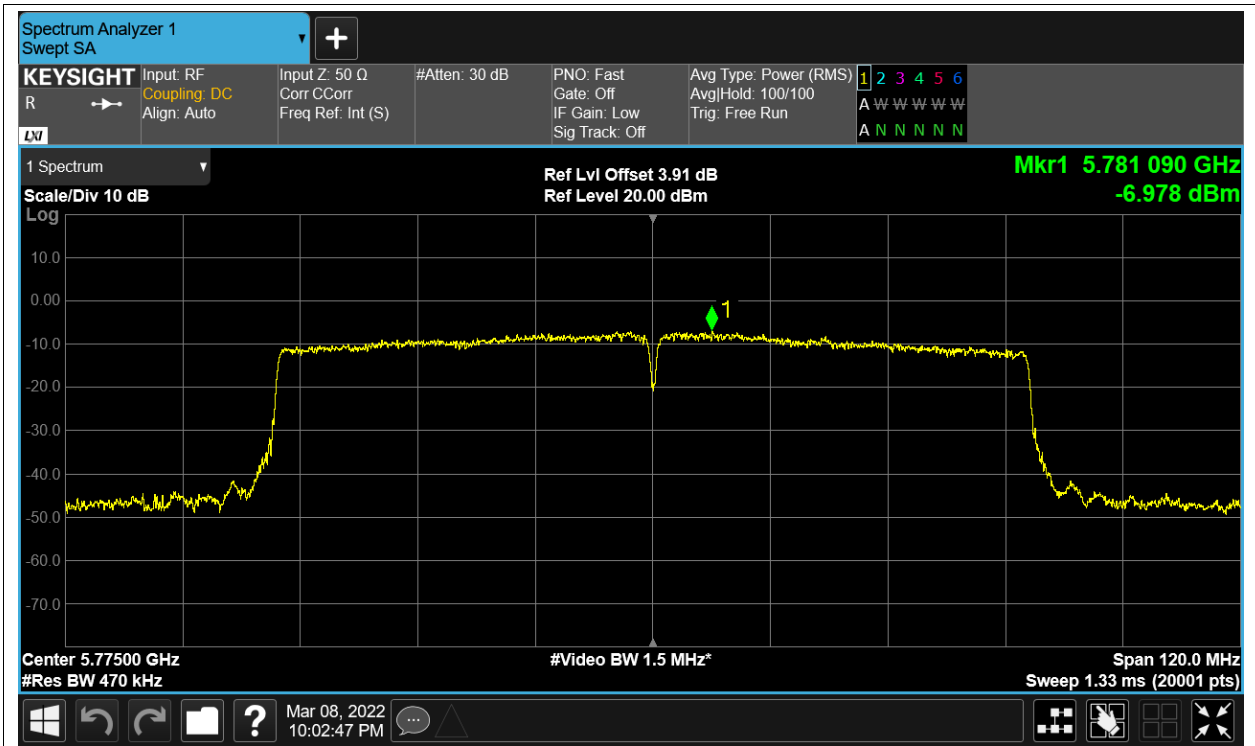 Spectrum Analyzer 1
Swept SA
KEYSIGHT
R
LXI
Input: RF
Coupling: DC
Align: Auto
Input Z: 50 Ω
Corr CCorr
Freq Ref: Int (S)
#Atten: 30 dB
PNO: Fast
Gate: Off
IF Gain: Low
Sig Track: Off
Avg Type: Power (RMS)
Avg|Hold: 100/100
Trig: Free Run
1 2 3 4 5 6
A W W W W W
A N N N N N
1 Spectrum
Scale/Div 10 dB
Log
Ref Lvl Offset 3.91 dB
Ref Level 20.00 dBm
Mkr1 5.781 090 GHz
-6.978 dBm
10.0
0.00
1
-10.0
-20.0
-30.0
-40.0
-50.0
-60.0
-70.0
Center 5.77500 GHz
#Res BW 470 kHz
#Video BW 1.5 MHz*
Span 120.0 MHz
Sweep 1.33 ms (20001 pts)
?
Mar 08, 2022
10:02:47 PM